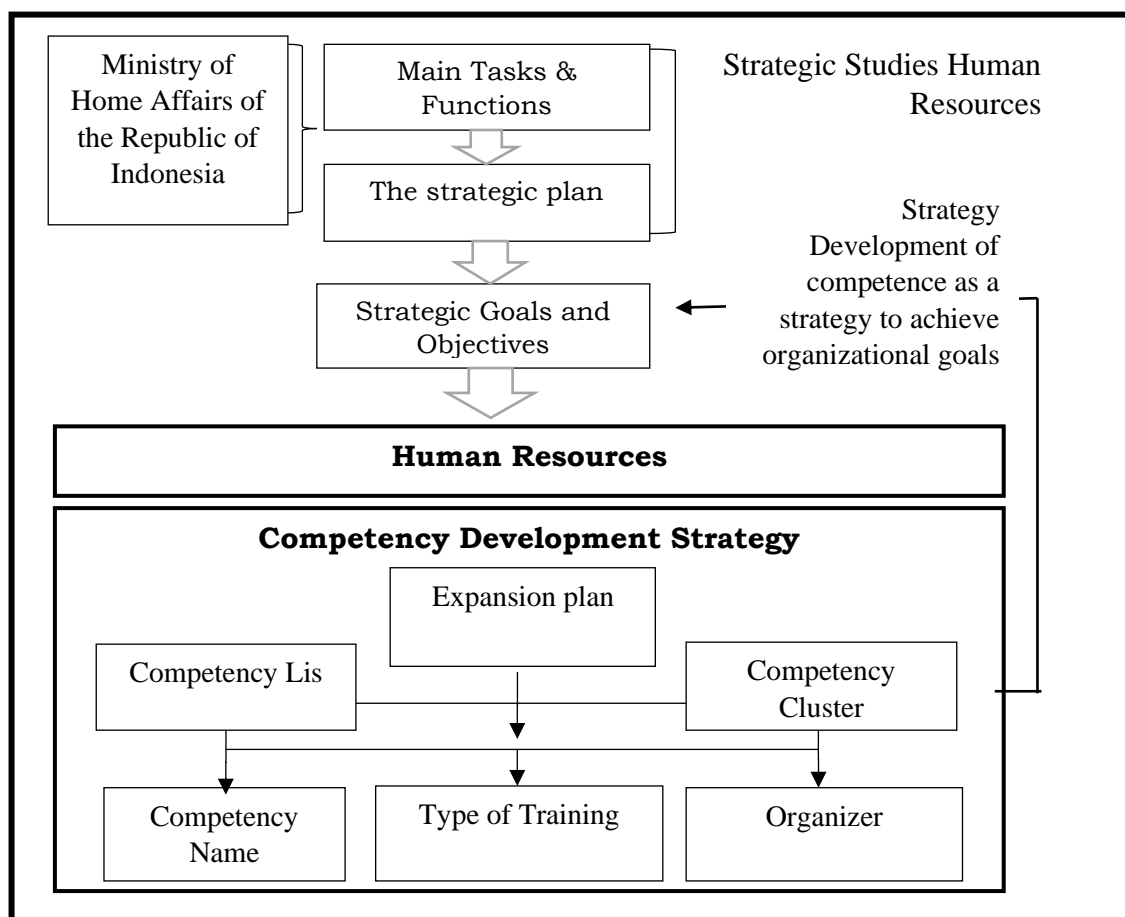 Ministry of
Home Affairs of
the Republic of
Indonesia
Main Tasks &
Functions
The strategic plan
Strategic Goals and
Objectives
Strategic Studies Human
Resources
Strategy
Development of
competence as a
strategy to achieve
organizational goals
Human Resources
Competency Development Strategy
Expansion plan
Competency Lis
Competency
Cluster
Competency
Name
Type of Training
Organizer